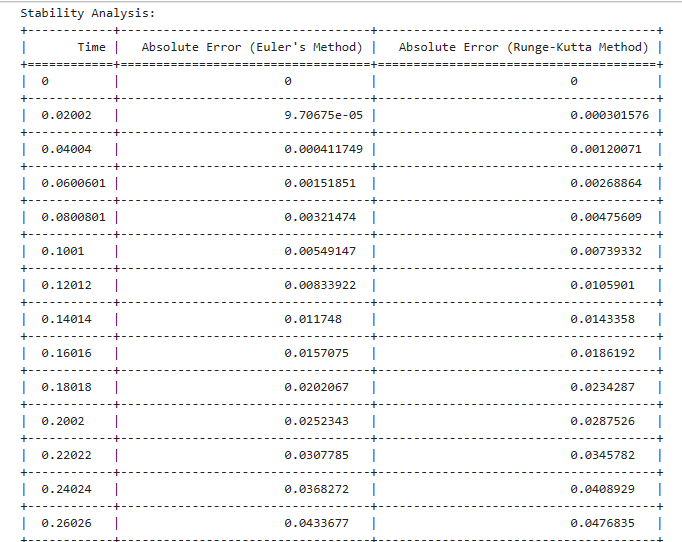 Stability Analysis:
+-----------+--------------------------------+-------------------------------------+
|      Time |   Absolute Error (Euler's Method) |   Absolute Error (Runge-Kutta Method) |
+===========+================================+=====================================+
| 0         | 0           | 0           |
+-----------+--------------------------------+-------------------------------------+
| 0.02002   | 9.70675e-05 | 0.000301576 |
+-----------+--------------------------------+-------------------------------------+
| 0.04004   | 0.000411749 | 0.00120071  |
+-----------+--------------------------------+-------------------------------------+
| 0.0600601 | 0.00151851  | 0.00268864  |
+-----------+--------------------------------+-------------------------------------+
| 0.0800801 | 0.00321474  | 0.00475609  |
+-----------+--------------------------------+-------------------------------------+
| 0.1001    | 0.00549147  | 0.00739332  |
+-----------+--------------------------------+-------------------------------------+
| 0.12012   | 0.00833922  | 0.0105901   |
+-----------+--------------------------------+-------------------------------------+
| 0.14014   | 0.011748    | 0.0143358   |
+-----------+--------------------------------+-------------------------------------+
| 0.16016   | 0.0157075   | 0.0186192   |
+-----------+--------------------------------+-------------------------------------+
| 0.18018   | 0.0202067   | 0.0234287   |
+-----------+--------------------------------+-------------------------------------+
| 0.2002    | 0.0252343   | 0.0287526   |
+-----------+--------------------------------+-------------------------------------+
| 0.22022   | 0.0307785   | 0.0345782   |
+-----------+--------------------------------+-------------------------------------+
| 0.24024   | 0.0368272   | 0.0408929   |
+-----------+--------------------------------+-------------------------------------+
| 0.26026   | 0.0433677   | 0.0476835   |
+-----------+--------------------------------+-------------------------------------+